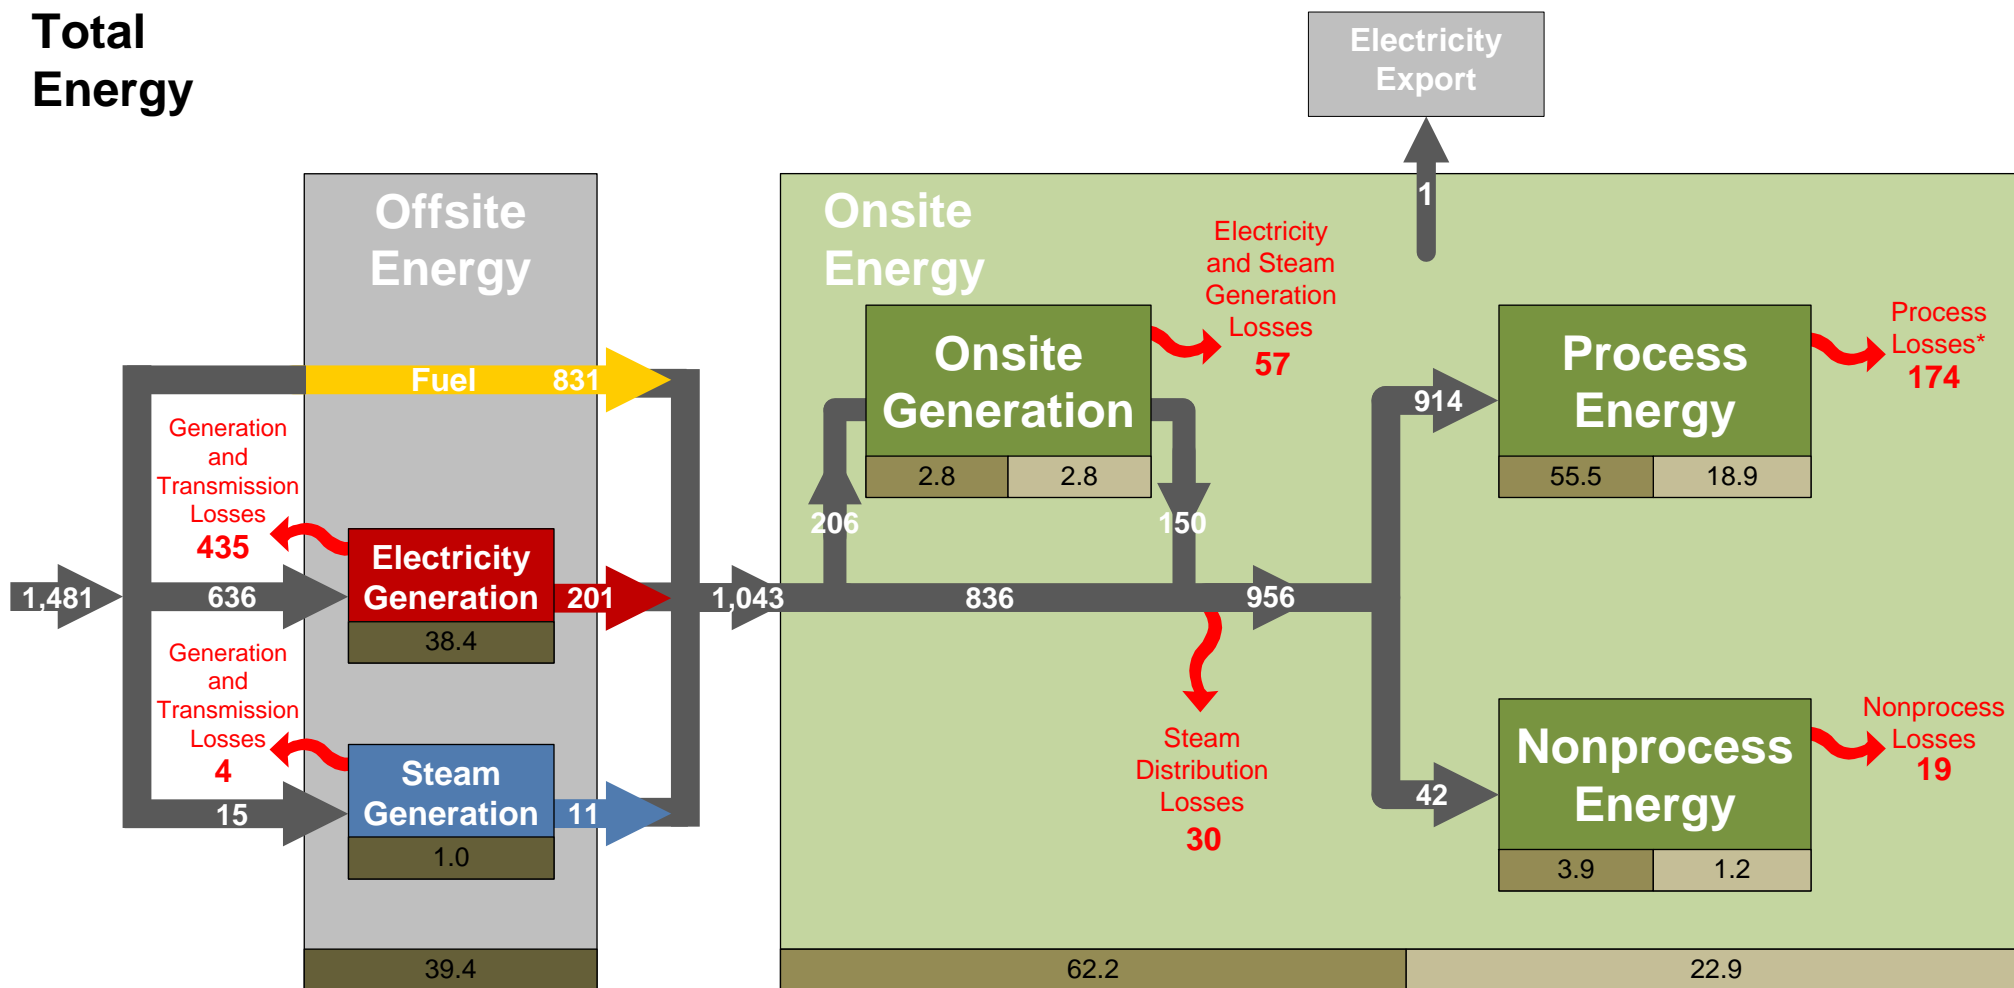 Total
Energy
Electricity
Export
1
Offsite
Energy
Onsite
Energy
Electricity
and Steam
Generation
Losses
57
Process
Losses*
174
Onsite
Generation
2.8
2.8
Process
Energy
55.5
18.9
Fuel
831
914
Generation
and
Transmission
Losses
435
206
150
Electricity
Generation
38.4
1,481
636
201
1,043
836
956
Generation
and
Transmission
Losses
4
Steam
Generation
1.0
15
11
Steam
Distribution
Losses
30
42
Nonprocess
Energy
3.9
1.2
Nonprocess
Losses
19
39.4
62.2
22.9